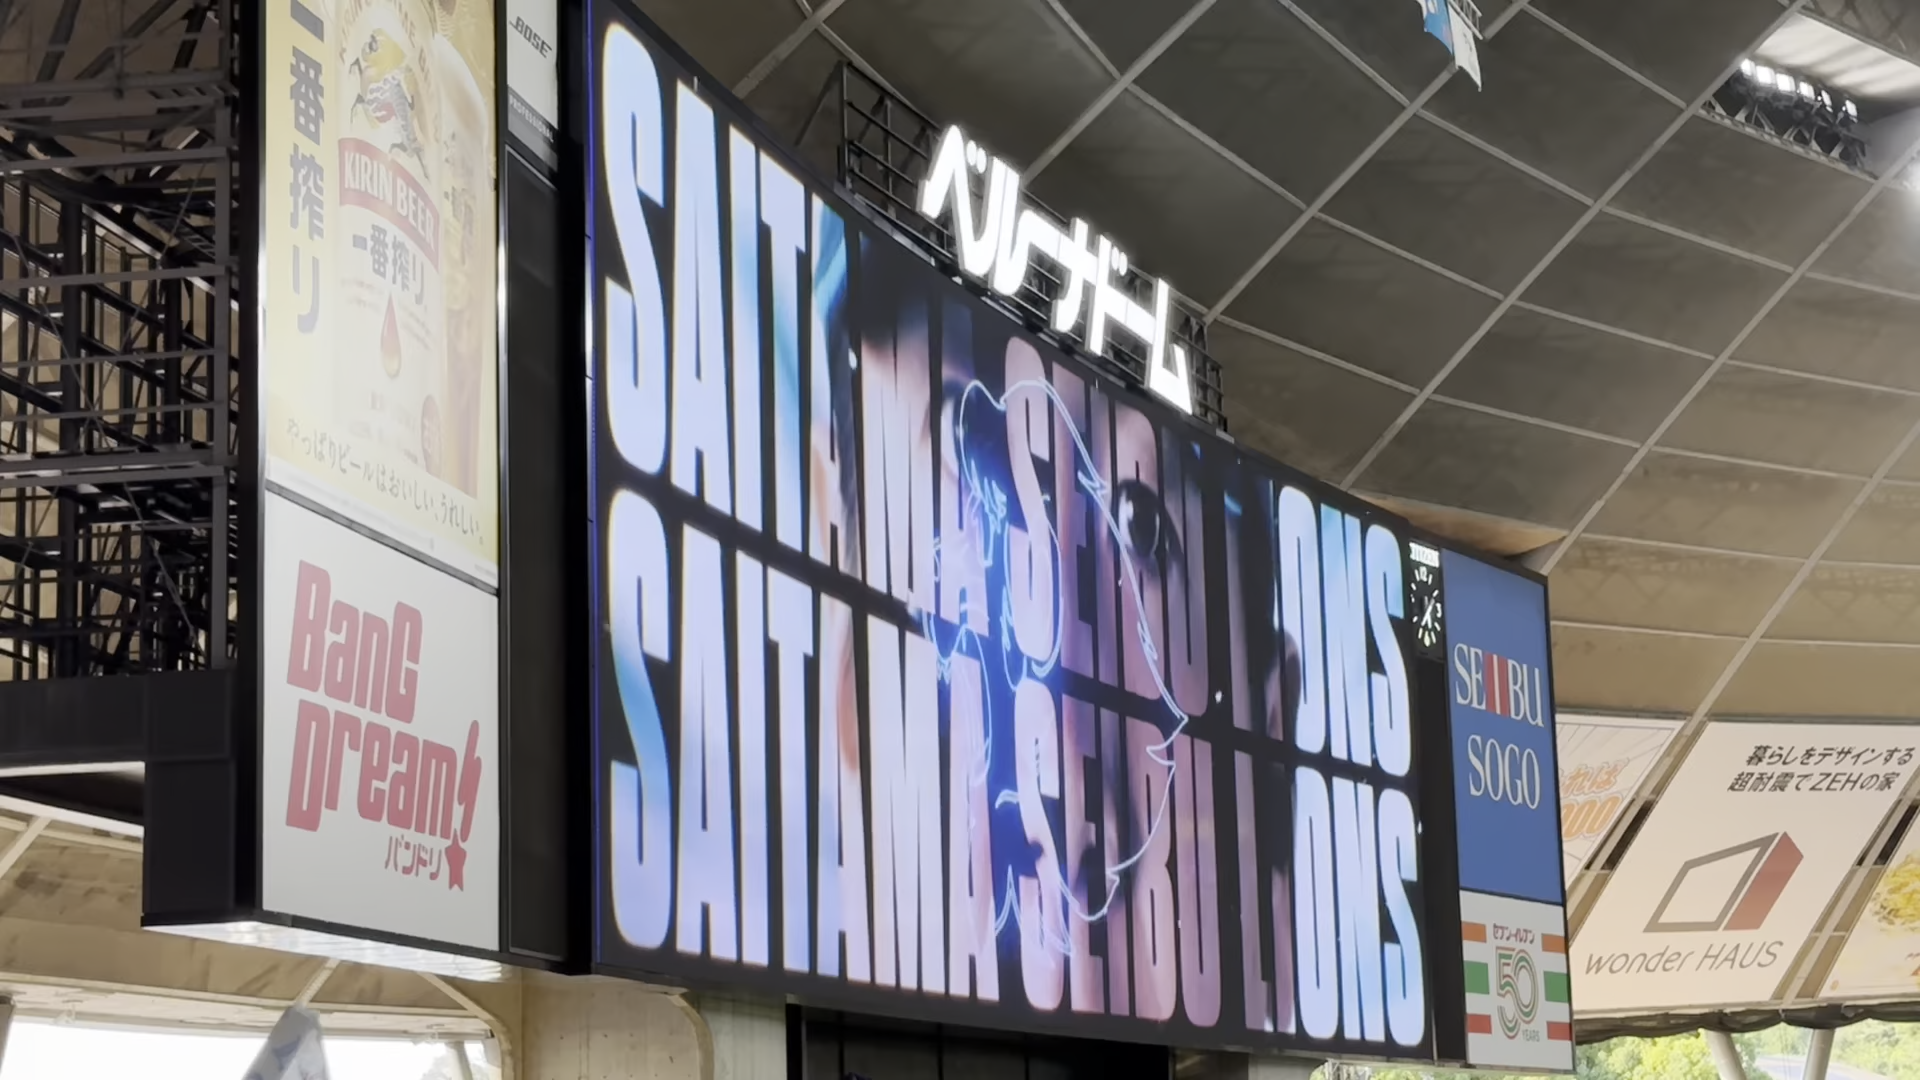 一番搾り
KIRIN BEER
一番搾り
やっぱりビールはおいしい、うれしい。
BOSE
PROFESSIONAL
BanG
Dream!
バンドリ
ベルーナドーム
SAITAMA SEIBU LIONS
SAITAMA SEIBU LIONS
CITIZEN
SEIBU
SOGO
セブン-イレブン
50
YEARS
暮らしをデザインする
超耐震でZEHの家
wonder HAUS